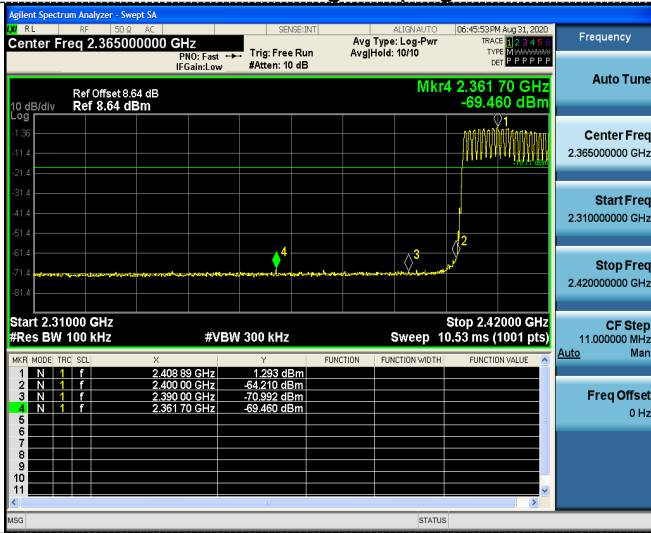 Agilent Spectrum Analyzer - Swept SA
RL RF 50 Ω AC SENSE:INT ALIGN AUTO 06:45:53 PM Aug 31, 2020
Center Freq 2.365000000 GHz
PNO: Fast
IFGain:Low
Trig: Free Run
#Atten: 10 dB
Avg Type: Log-Pwr
Avg|Hold: 10/10
TRACE 1 2 3 4 5 6
TYPE M
DET P P P P P P
Ref Offset 8.64 dB
Ref 8.64 dBm
10 dB/div
Log
Mkr4 2.361 70 GHz
-69.460 dBm
-1.36
-11.4
-21.4
-31.4
-41.4
-51.4
-61.4
-71.4
-81.4
1
2
3
4
Start 2.31000 GHz
#Res BW 100 kHz
#VBW 300 kHz
Stop 2.42000 GHz
Sweep 10.53 ms (1001 pts)
MKR MODE TRC SCL X Y FUNCTION FUNCTION WIDTH FUNCTION VALUE
1 N 1 f 2.408 89 GHz 1.293 dBm
2 N 1 f 2.400 00 GHz -64.210 dBm
3 N 1 f 2.390 00 GHz -70.992 dBm
4 N 1 f 2.361 70 GHz -69.460 dBm
5
6
7
8
9
10
11
MSG
STATUS
Frequency
Auto Tune
Center Freq
2.365000000 GHz
Start Freq
2.310000000 GHz
Stop Freq
2.420000000 GHz
CF Step
11.000000 MHz
Auto Man
Freq Offset
0 Hz